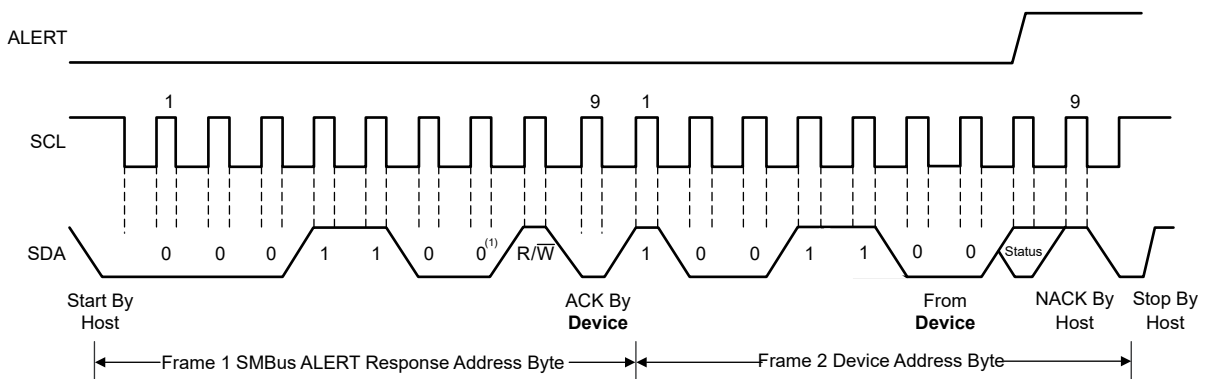 ALERT
1 9 1 9
SCL
SDA
0 0 0 1 1 0 0(1) R/W̅ 1 0 0 1 1 0 0 Status
Start By
Host
ACK By
Device
From
Device
NACK By
Host
Stop By
Host
Frame 1 SMBus ALERT Response Address Byte
Frame 2 Device Address Byte